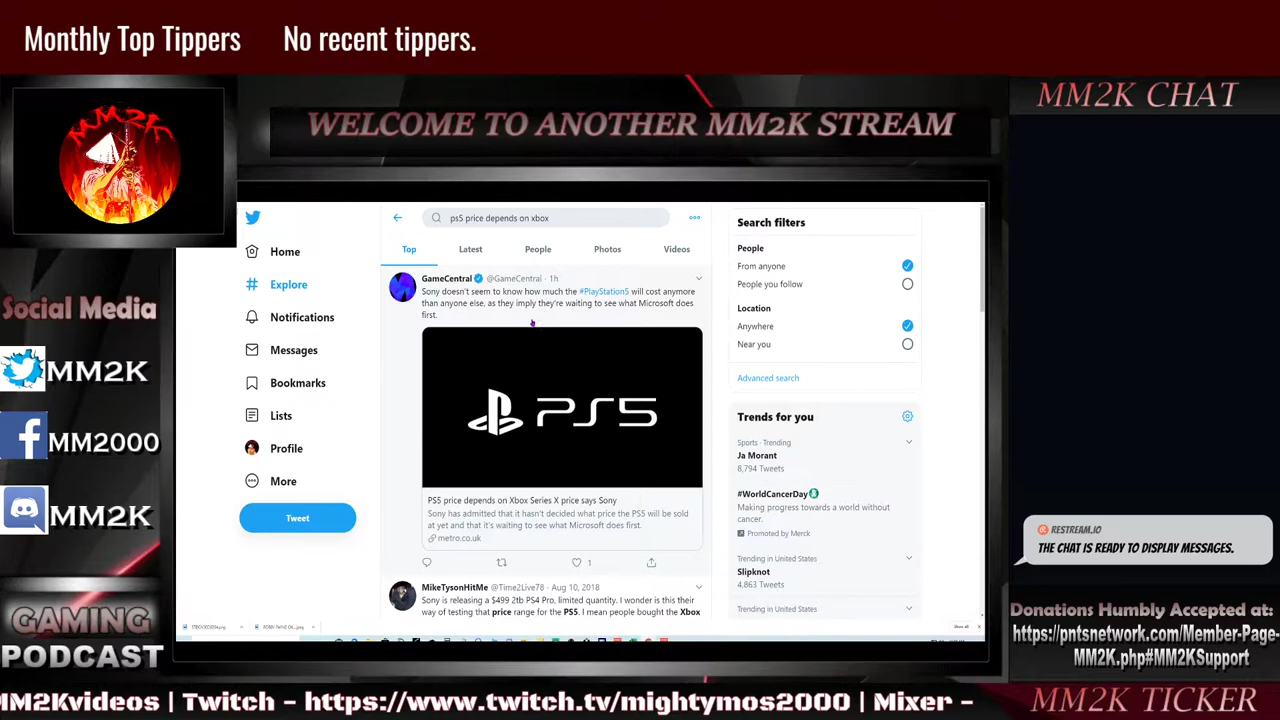 Monthly Top Tippers No recent tippers.
MM2K
WELCOME TO ANOTHER MM2K STREAM
MM2K CHAT
Social Media
MM2K
MM2000
MM2K
GAMING
PODCAST
Home
Explore
Notifications
Messages
Bookmarks
Lists
Profile
More
Tweet
ps5 price depends on xbox
Top Latest People Photos Videos
GameCentral @GameCentral · 1h
Sony doesn't seem to know how much the #PlayStation5 will cost anymore
than anyone else, as they imply they're waiting to see what Microsoft does
first.
PS5
PS5 price depends on Xbox Series X price says Sony
Sony has admitted that it hasn't decided what price the PS5 will be sold
at yet and that it's waiting to see what Microsoft does first.
metro.co.uk
1
MikeTysonHitMe @Time2Live78 · Aug 10, 2018
Sony is releasing a $499 2tb PS4 Pro, limited quantity. I wonder is this their
way of testing that price range for the PS5. I mean people bought the Xbox
Search filters
People
From anyone
People you follow
Location
Anywhere
Near you
Advanced search
Trends for you
Sports · Trending
Ja Morant
8,794 Tweets
#WorldCancerDay
Making progress towards a world without
cancer.
Promoted by Merck
Trending in United States
Slipknot
4,863 Tweets
Trending in United States
Show all
RESTREAM.IO
THE CHAT IS READY TO DISPLAY MESSAGES.
Donations Humbly Accepted at:
https://pntsnetwork.com/Member-Page-
MM2K.php#MM2KSupport
MM2Kvideos | Twitch - https://www.twitch.tv/mightymos2000 | Mixer -
MM2K TICKER